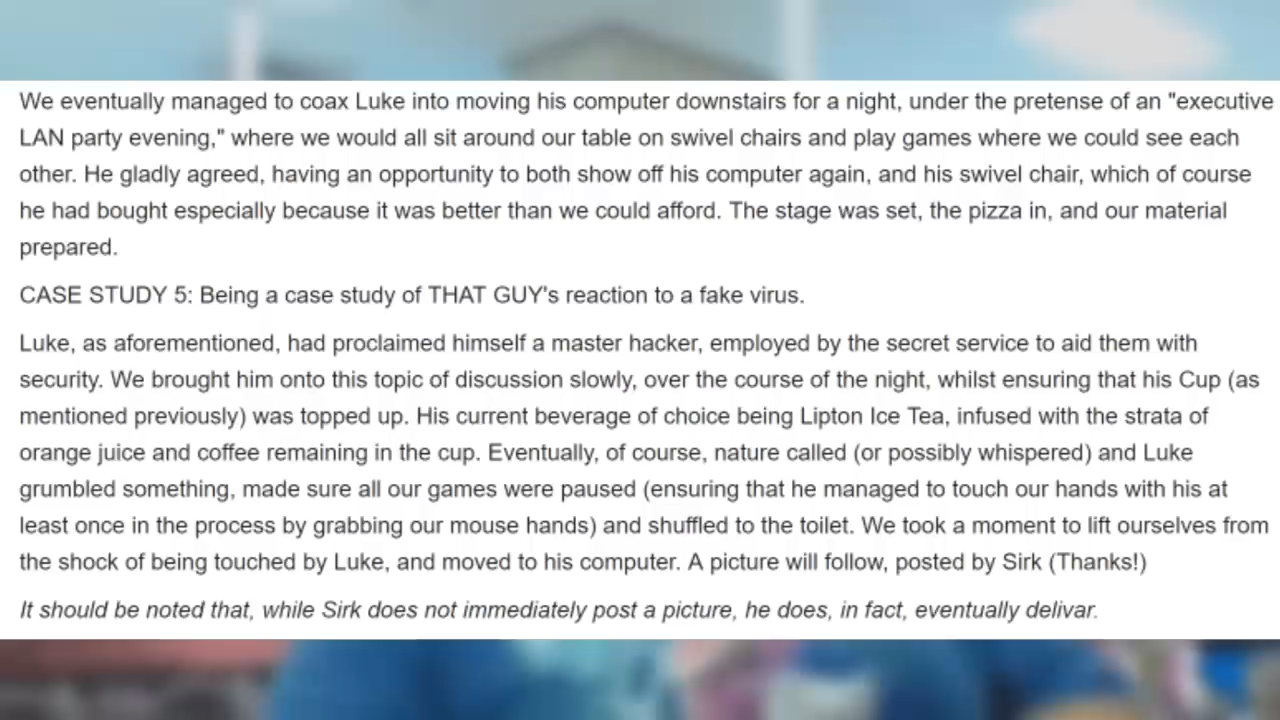 We eventually managed to coax Luke into moving his computer downstairs for a night, under the pretense of an "executive
LAN party evening," where we would all sit around our table on swivel chairs and play games where we could see each
other. He gladly agreed, having an opportunity to both show off his computer again, and his swivel chair, which of course
he had bought especially because it was better than we could afford. The stage was set, the pizza in, and our material
prepared.
CASE STUDY 5: Being a case study of THAT GUY's reaction to a fake virus.
Luke, as aforementioned, had proclaimed himself a master hacker, employed by the secret service to aid them with
security. We brought him onto this topic of discussion slowly, over the course of the night, whilst ensuring that his Cup (as
mentioned previously) was topped up. His current beverage of choice being Lipton Ice Tea, infused with the strata of
orange juice and coffee remaining in the cup. Eventually, of course, nature called (or possibly whispered) and Luke
grumbled something, made sure all our games were paused (ensuring that he managed to touch our hands with his at
least once in the process by grabbing our mouse hands) and shuffled to the toilet. We took a moment to lift ourselves from
the shock of being touched by Luke, and moved to his computer. A picture will follow, posted by Sirk (Thanks!)
It should be noted that, while Sirk does not immediately post a picture, he does, in fact, eventually delivar.